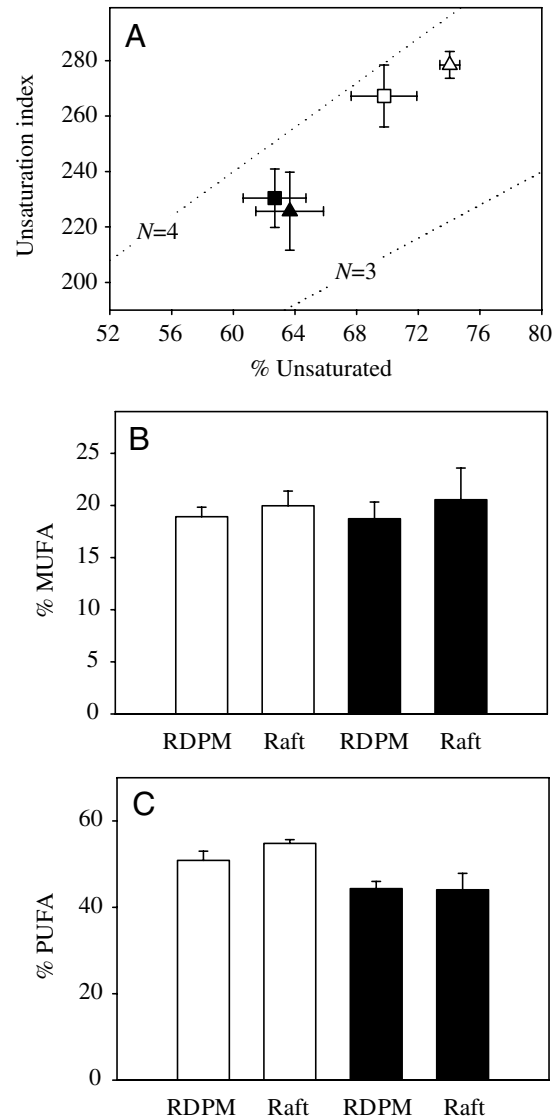 A
280
260
240
220
200
Unsaturation index
N=4
N=3
52 56 60 64 68 72 76 80
% Unsaturated
B
25
20
15
10
5
0
% MUFA
RDPM Raft RDPM Raft
C
60
40
20
0
% PUFA
RDPM Raft RDPM Raft